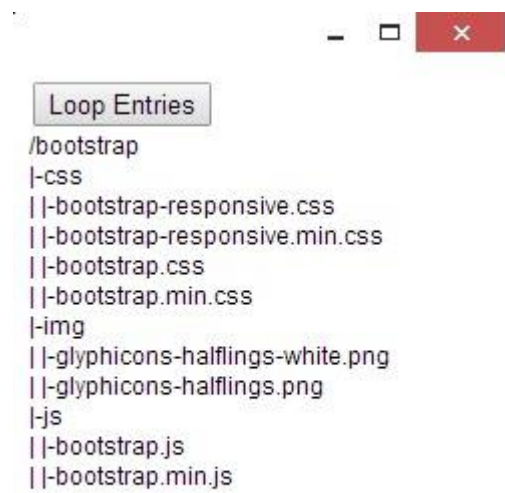 Loop Entries
/bootstrap
|-css
| |-bootstrap-responsive.css
| |-bootstrap-responsive.min.css
| |-bootstrap.css
| |-bootstrap.min.css
|-img
| |-glyphicons-halflings-white.png
| |-glyphicons-halflings.png
|-js
| |-bootstrap.js
| |-bootstrap.min.js